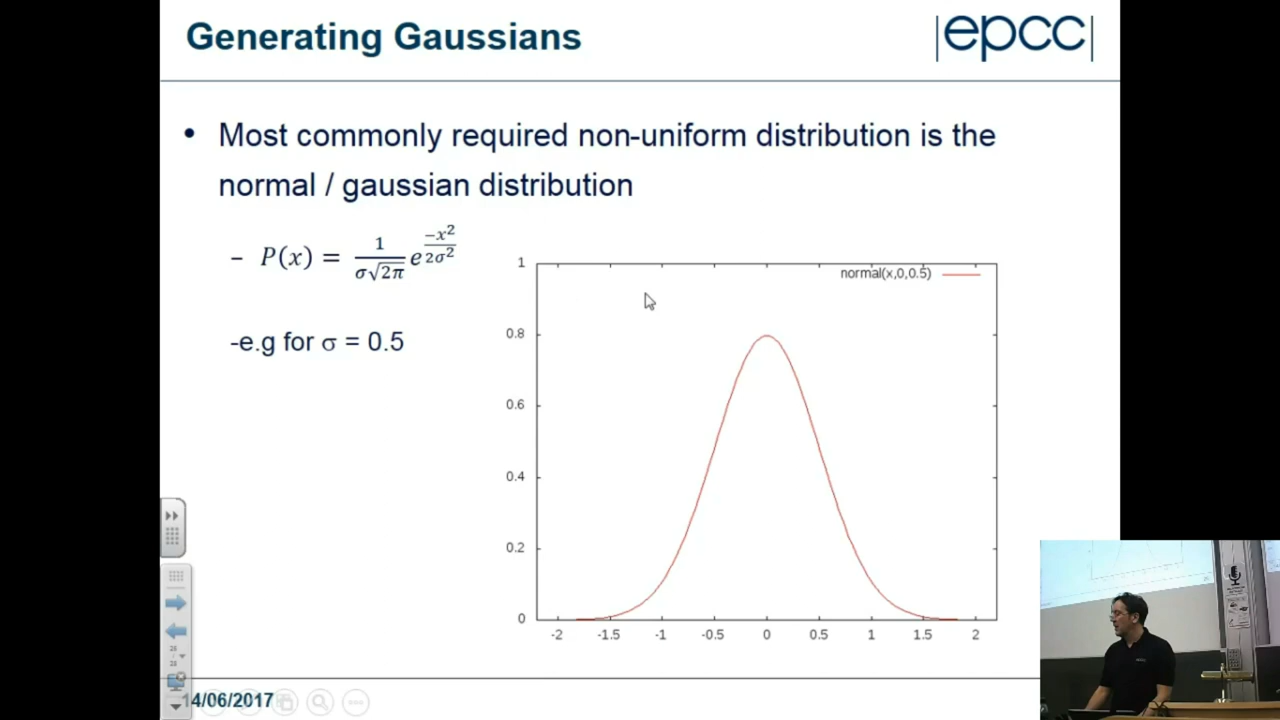 Generating Gaussians
|epcc|
• Most commonly required non-uniform distribution is the
normal / gaussian distribution
– P(x) = 1/(σ√2π) e^(−x²/2σ²)
-e.g for σ = 0.5
normal(x,0,0.5)
1
0.8
0.6
0.4
0.2
0
-2 -1.5 -1 -0.5 0 0.5 1 1.5 2
14/06/2017